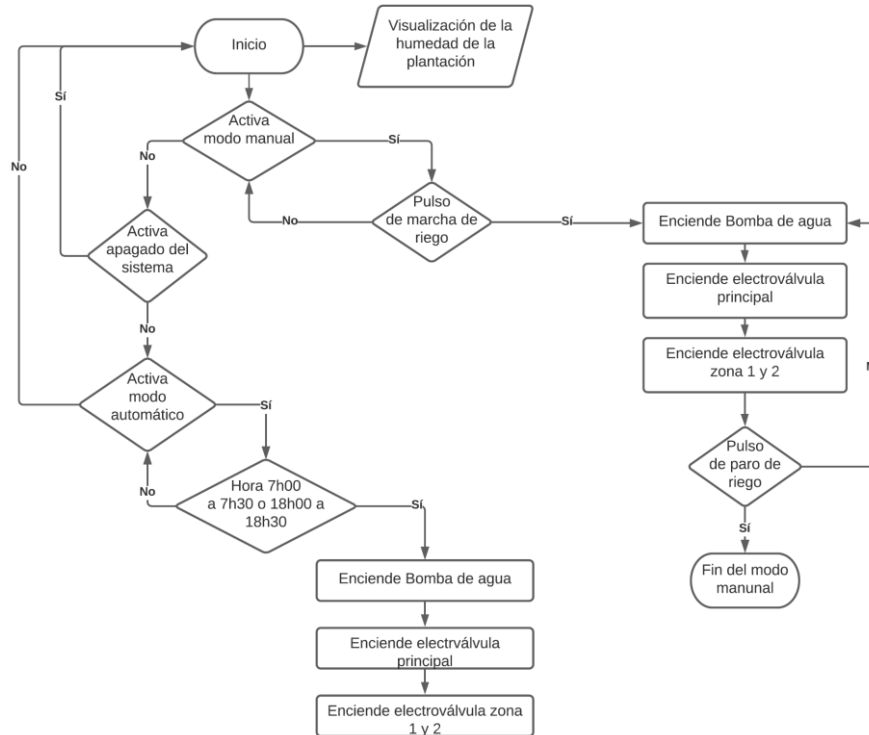 Inicio
Visualización de la
humedad de la
plantación
Sí
Activa
modo manual
Sí
No
No
Pulso
de marcha de
riego
No
Sí
Enciende Bomba de agua
Activa
apagado del
sistema
Enciende electroválvula
principal
No
Enciende electroválvula
zona 1 y 2
Activa
modo
automático
Sí
Pulso
de paro de
riego
Hora 7h00
a 7h30 o 18h00 a
18h30
No
Sí
Sí
Enciende Bomba de agua
Fin del modo
manunal
Enciende electrválvula
principal
Enciende electroválvula zona
1 y 2